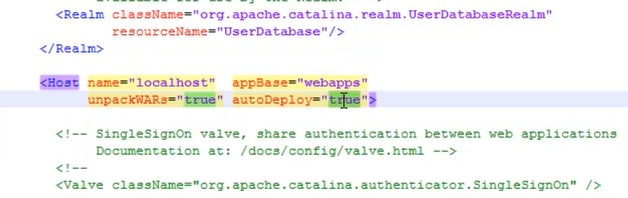 <Realm className="org.apache.catalina.realm.UserDatabaseRealm"
resourceName="UserDatabase"/>
</Realm>
<Host name="localhost" appBase="webapps"
unpackWARs="true" autoDeploy="true">
<!-- SingleSignOn valve, share authentication between web applications
Documentation at: /docs/config/valve.html -->
<!--
<Valve className="org.apache.catalina.authenticator.SingleSignOn" />